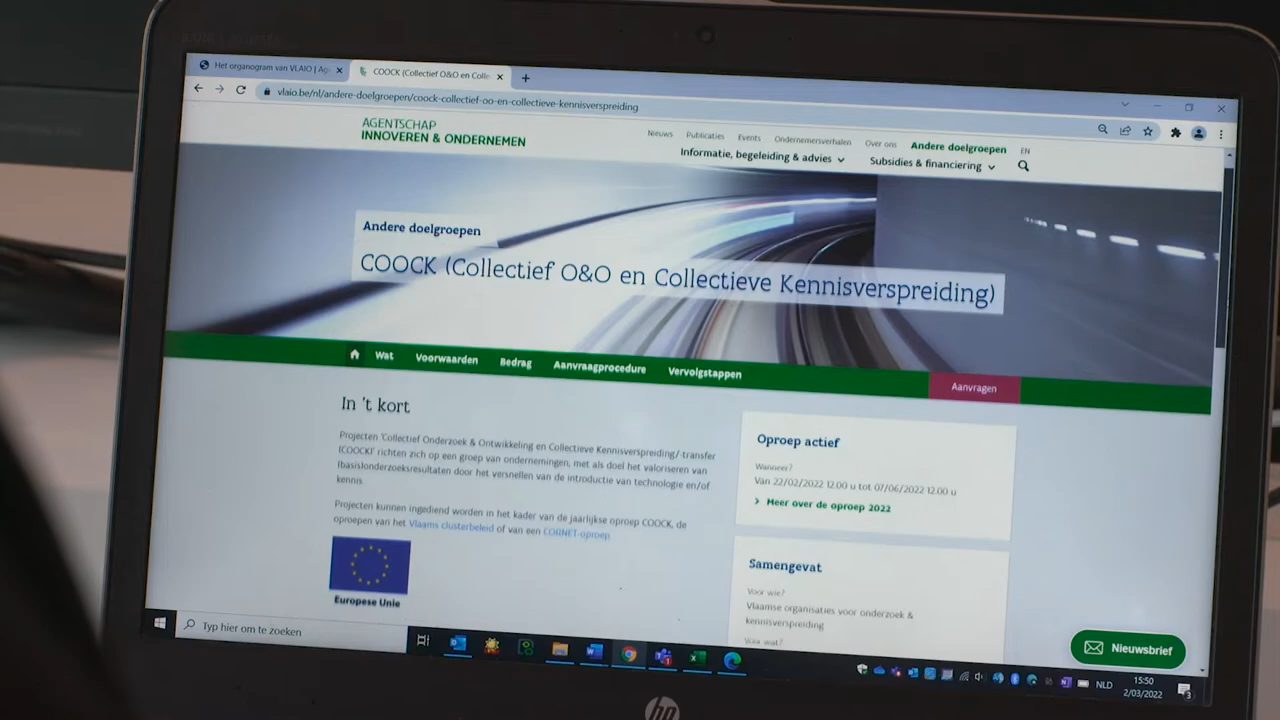 Het organogram van VLAIO | Ag
COOCK (Collectief O&O en Colle
vlaio.be/nl/andere-doelgroepen/coock-collectief-oo-en-collectieve-kennisverspreiding
AGENTSCHAP
INNOVEREN & ONDERNEMEN
Nieuws Publicaties Events Ondernemersverhalen Over ons Andere doelgroepen EN
Informatie, begeleiding & advies Subsidies & financiering
Andere doelgroepen
COOCK (Collectief O&O en Collectieve Kennisverspreiding)
Wat Voorwaarden Bedrag Aanvraagprocedure Vervolgstappen
Aanvragen
In 't kort
Projecten 'Collectief Onderzoek & Ontwikkeling en Collectieve Kennisverspreiding/-transfer
(COOCK)' richten zich op een groep van ondernemingen, met als doel het valoriseren van
(basis)onderzoeksresultaten door het versnellen van de introductie van technologie en/of
kennis.
Projecten kunnen ingediend worden in het kader van de jaarlijkse oproep COOCK, de
oproepen van het Vlaams clusterbeleid of van een CORNET-oproep.
Europese Unie
Oproep actief
Wanneer?
Van 22/02/2022 12.00 u tot 07/06/2022 12.00 u
Meer over de oproep 2022
Samengevat
Voor wie?
Vlaamse organisaties voor onderzoek &
kennisverspreiding
Voor wat?
Nieuwsbrief
Typ hier om te zoeken
NLD
15:50
2/03/2022
3
hp